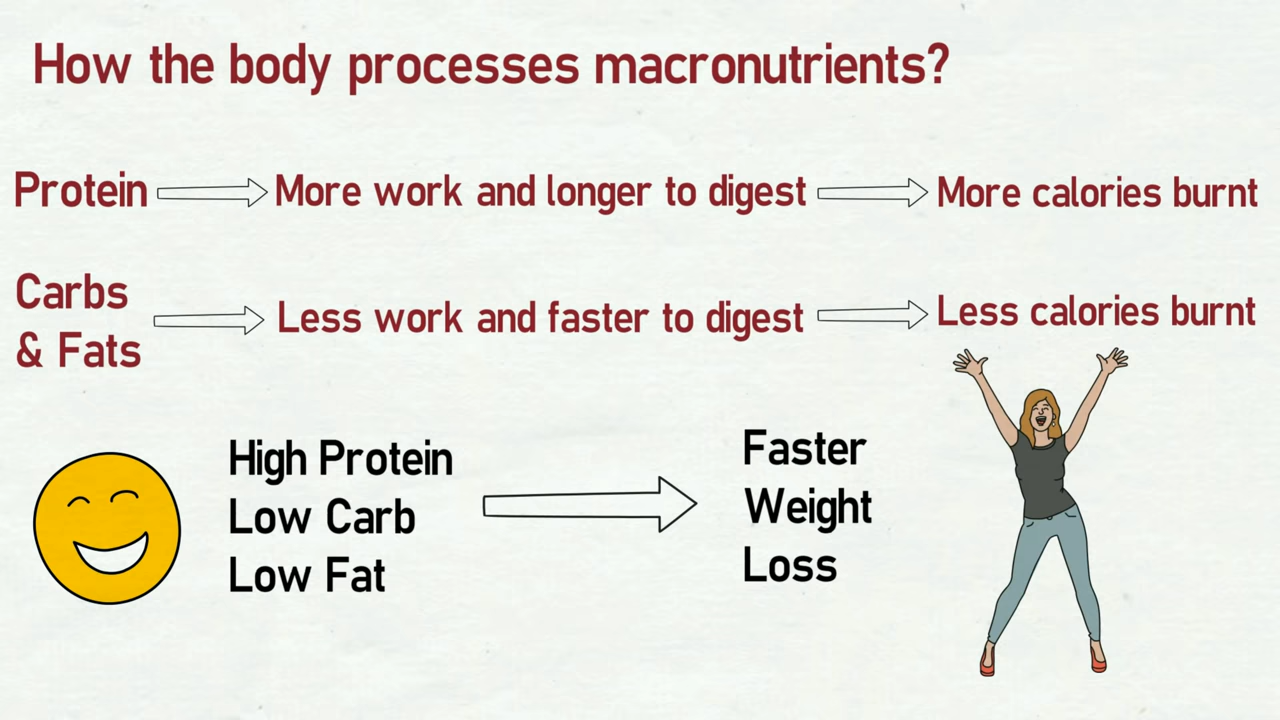 How the body processes macronutrients?
Protein More work and longer to digest More calories burnt
Carbs
& Fats
Less work and faster to digest
Less calories burnt
High Protein
Low Carb
Low Fat
Faster
Weight
Loss